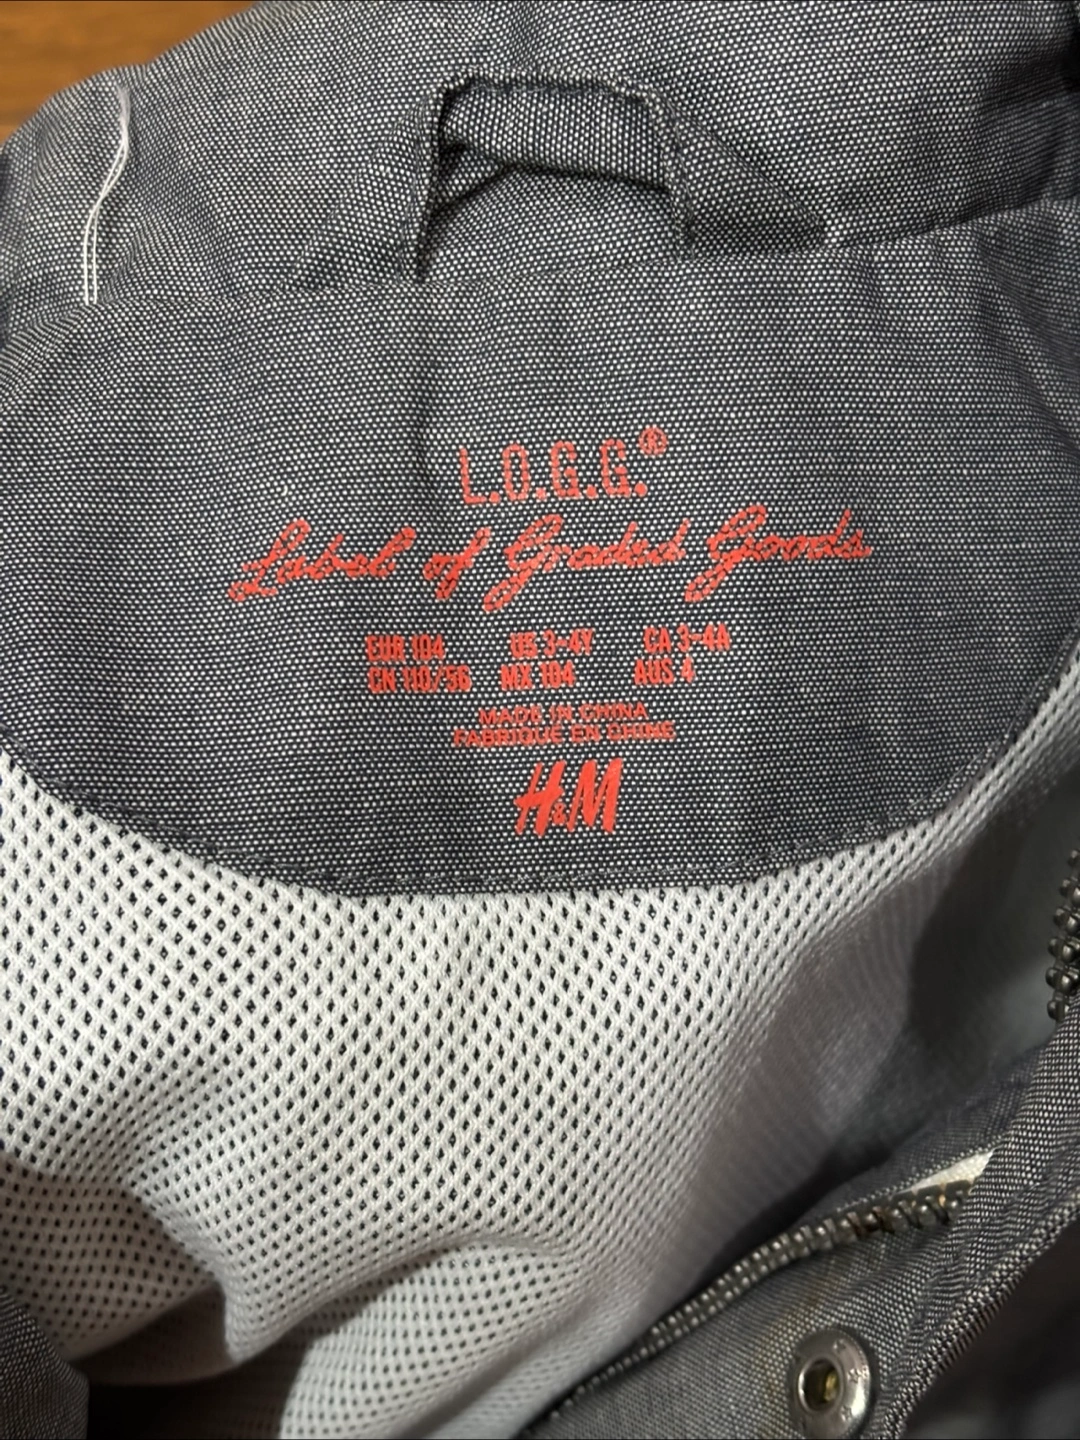 L.O.G.G.®
Label of Graded Goods
EUR 104 US 3-4Y CA 3-4A
CN 110/56 MX 104 AUS 4
MADE IN CHINA
FABRIQUE EN CHINE
H&M